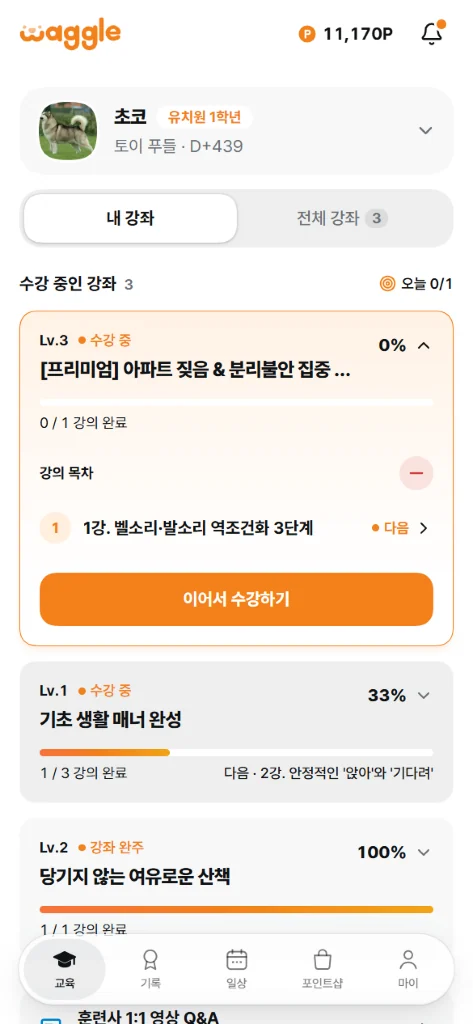 waggle
P 11,170P
초코 유치원 1학년
토이 푸들 · D+439
내 강좌
전체 강좌 3
수강 중인 강좌 3
오늘 0/1
Lv.3 수강 중
0%
[프리미엄] 아파트 짖음 & 분리불안 집중 ...
0 / 1 강의 완료
강의 목차
1 1강. 벨소리·발소리 역조건화 3단계 다음
이어서 수강하기
Lv.1 수강 중
33%
기초 생활 매너 완성
1 / 3 강의 완료
다음 · 2강. 안정적인 '앉아'와 '기다려'
Lv.2 강좌 완주
100%
당기지 않는 여유로운 산책
1 / 1 강의 완료
교육
기록
일상
포인트샵
마이
훈련사 1:1 영상 Q&A